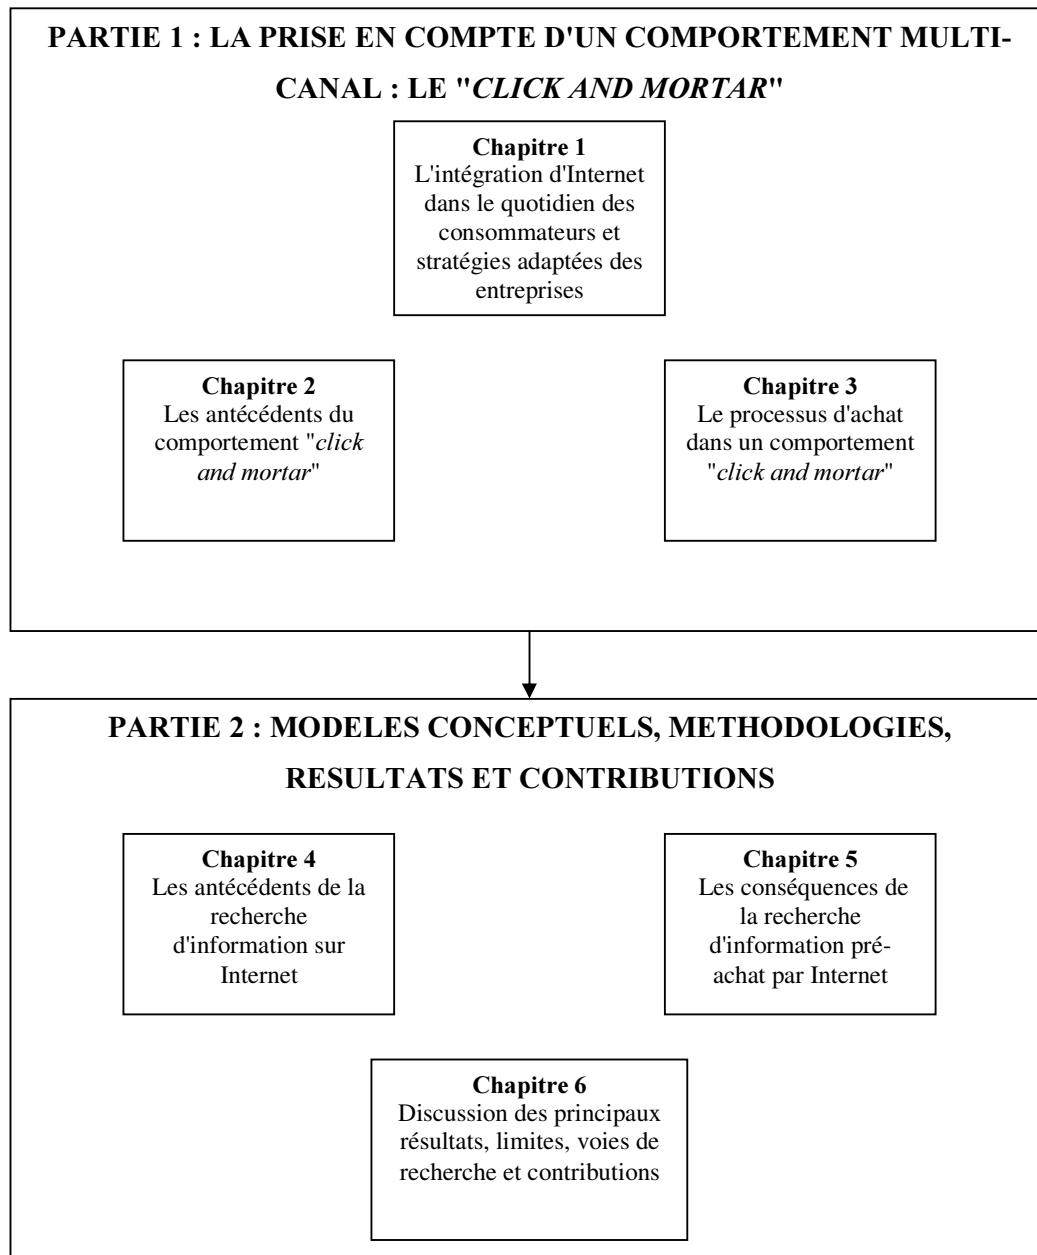 PARTIE 1 : LA PRISE EN COMPTE D'UN COMPORTEMENT MULTI-
CANAL : LE "CLICK AND MORTAR"
Chapitre 1
L'intégration d'Internet
dans le quotidien des
consommateurs et
stratégies adaptées des
entreprises
Chapitre 2
Les antécédents du
comportement "click
and mortar"
Chapitre 3
Le processus d'achat
dans un comportement
"click and mortar"
PARTIE 2 : MODELES CONCEPTUELS, METHODOLOGIES,
RESULTATS ET CONTRIBUTIONS
Chapitre 4
Les antécédents de la
recherche
d'information sur
Internet
Chapitre 5
Les conséquences de
la recherche
d'information pré-
achat par Internet
Chapitre 6
Discussion des principaux
résultats, limites, voies de
recherche et contributions